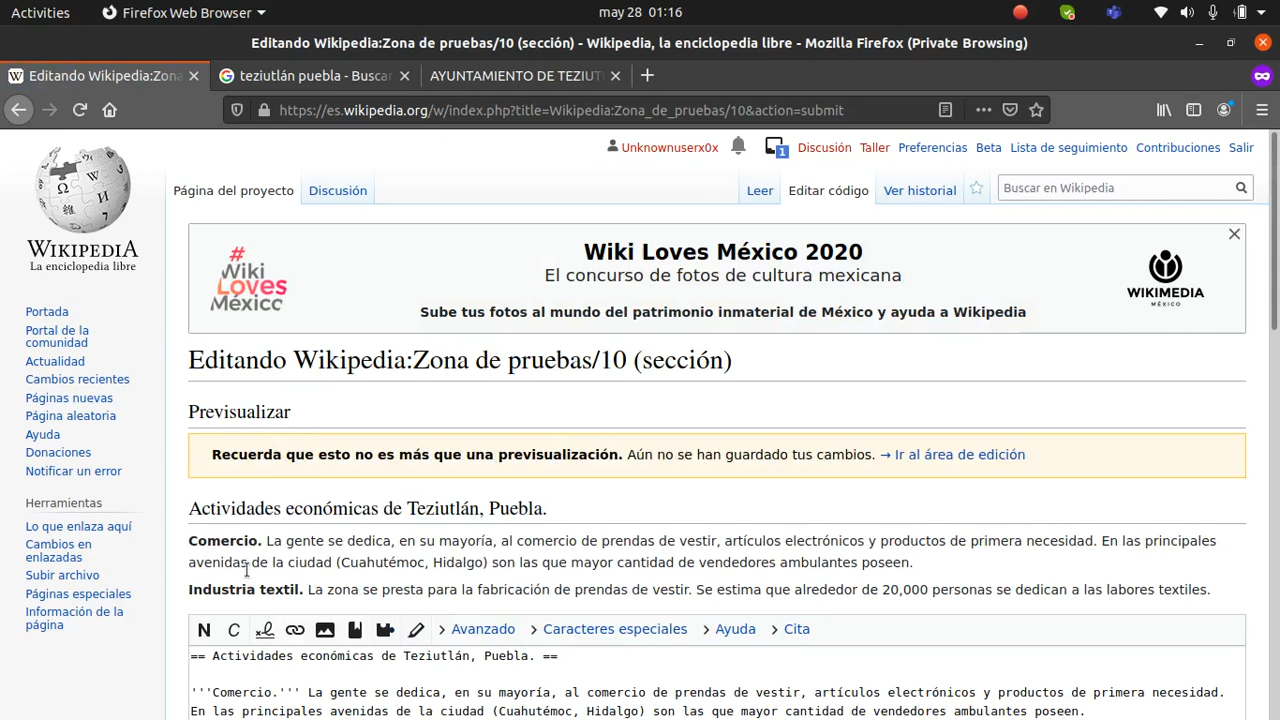 Activities Firefox Web Browser may 28 01:16
Editando Wikipedia:Zona de pruebas/10 (sección) - Wikipedia, la enciclopedia libre - Mozilla Firefox (Private Browsing)
Editando Wikipedia:Zona teziutlán puebla - Buscar AYUNTAMIENTO DE TEZIUT
https://es.wikipedia.org/w/index.php?title=Wikipedia:Zona_de_pruebas/10&action=submit
Unknownuserx0x 1 Discusión Taller Preferencias Beta Lista de seguimiento Contribuciones Salir
Página del proyecto Discusión Leer Editar código Ver historial Buscar en Wikipedia
WIKIPEDIA
La enciclopedia libre
# Wiki Loves México
Wiki Loves México 2020
El concurso de fotos de cultura mexicana
Sube tus fotos al mundo del patrimonio inmaterial de México y ayuda a Wikipedia
WIKIMEDIA
MÉXICO
Portada
Portal de la
comunidad
Actualidad
Cambios recientes
Páginas nuevas
Página aleatoria
Ayuda
Donaciones
Notificar un error
Herramientas
Lo que enlaza aquí
Cambios en
enlazadas
Subir archivo
Páginas especiales
Información de la
página
Editando Wikipedia:Zona de pruebas/10 (sección)
Previsualizar
Recuerda que esto no es más que una previsualización. Aún no se han guardado tus cambios. → Ir al área de edición
Actividades económicas de Teziutlán, Puebla.
Comercio. La gente se dedica, en su mayoría, al comercio de prendas de vestir, artículos electrónicos y productos de primera necesidad. En las principales
avenidas de la ciudad (Cuahutémoc, Hidalgo) son las que mayor cantidad de vendedores ambulantes poseen.
Industria textil. La zona se presta para la fabricación de prendas de vestir. Se estima que alrededor de 20,000 personas se dedican a las labores textiles.
N C Avanzado Caracteres especiales Ayuda Cita
== Actividades económicas de Teziutlán, Puebla. ==
'''Comercio.''' La gente se dedica, en su mayoría, al comercio de prendas de vestir, artículos electrónicos y productos de primera necesidad.
En las principales avenidas de la ciudad (Cuahutémoc, Hidalgo) son las que mayor cantidad de vendedores ambulantes poseen.